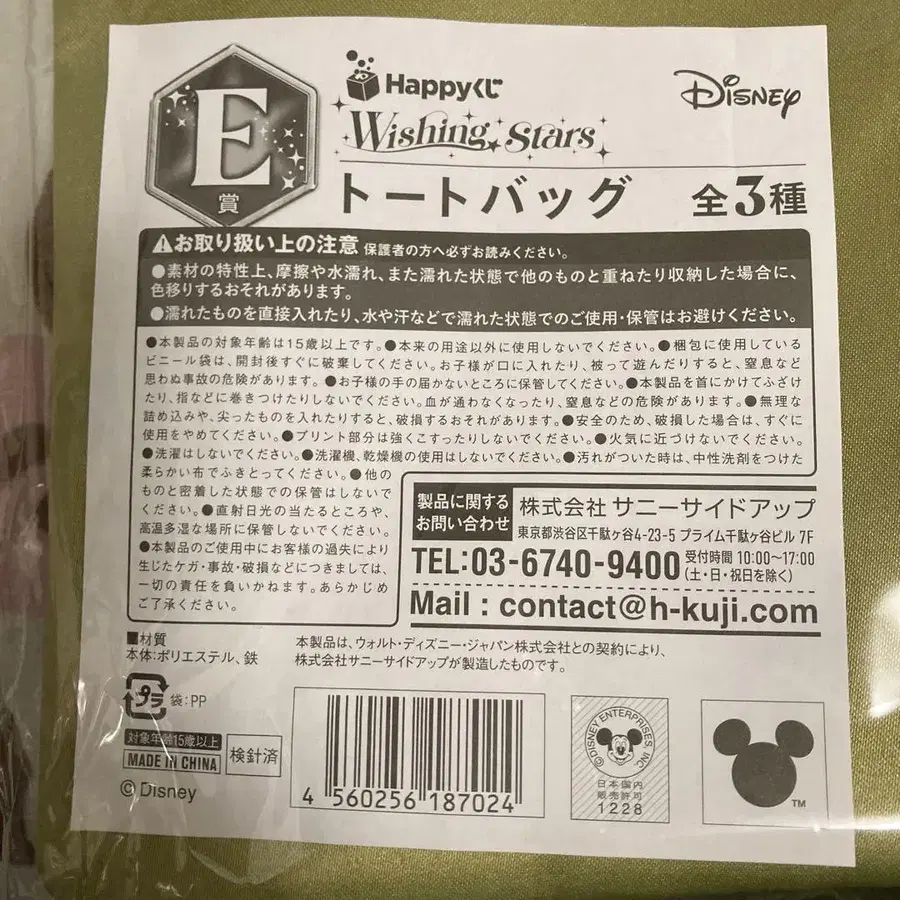 E
賞
Happyくじ
Disney
Wishing Stars
トートバッグ 全3種
⚠お取り扱い上の注意 保護者の方へ必ずお読みください。
●素材の特性上、摩擦や水濡れ、また濡れた状態で他のものと重ねたり収納した場合に、
色移りするおそれがあります。
●濡れたものを直接入れたり、水や汗などで濡れた状態でのご使用・保管はお避けください。
●本製品の対象年齢は15歳以上です。●本来の用途以外に使用しないでください。●梱包に使用している
ビニール袋は、開封後すぐに破棄してください。お子様が口に入れたり、被って遊んだりすると、窒息など
思わぬ事故の危険があります。●お子様の手の届かないところに保管してください。●本製品を首にかけてふざけ
たり、指などに巻きつけたりしないでください。血が通わなくなったり、窒息などの危険があります。●無理な
詰め込みや、尖ったものを入れたりすると、破損するおそれがあります。●安全のため、破損した場合は、すぐに
使用をやめてください。●プリント部分は強くこすったりしないでください。●火気に近づけないでください。
●洗濯はしないでください。●洗濯機、乾燥機の使用はしないでください。●汚れがついた時は、中性洗剤をつけた
柔らかい布でふきとってください。●他の
ものと密着した状態での保管はしないでく
ださい。●直射日光の当たるところや、
高温多湿な場所に保管しないでください。
●本製品のご使用中にお客様の過失により
生じたケガ・事故・破損などにつきましては、
一切の責任を負いかねます。あらかじめ
ご了承ください。
製品に関する
お問い合わせ
株式会社 サニーサイドアップ
東京都渋谷区千駄ヶ谷4-23-5 プライム千駄ヶ谷ビル 7F
TEL:03-6740-9400 受付時間 10:00〜17:00
(土・日・祝日を除く)
Mail : contact@h-kuji.com
■材質
本体:ポリエステル、鉄
本製品は、ウォルト・ディズニー・ジャパン株式会社との契約により、
株式会社サニーサイドアップが製造したものです。
プラ 袋:PP
対象年齢15歳以上
MADE IN CHINA
検針済
© Disney
4 560256 187024
©DISNEY ENTERPRISES, INC.
日本国内
販売許可
1228
TM